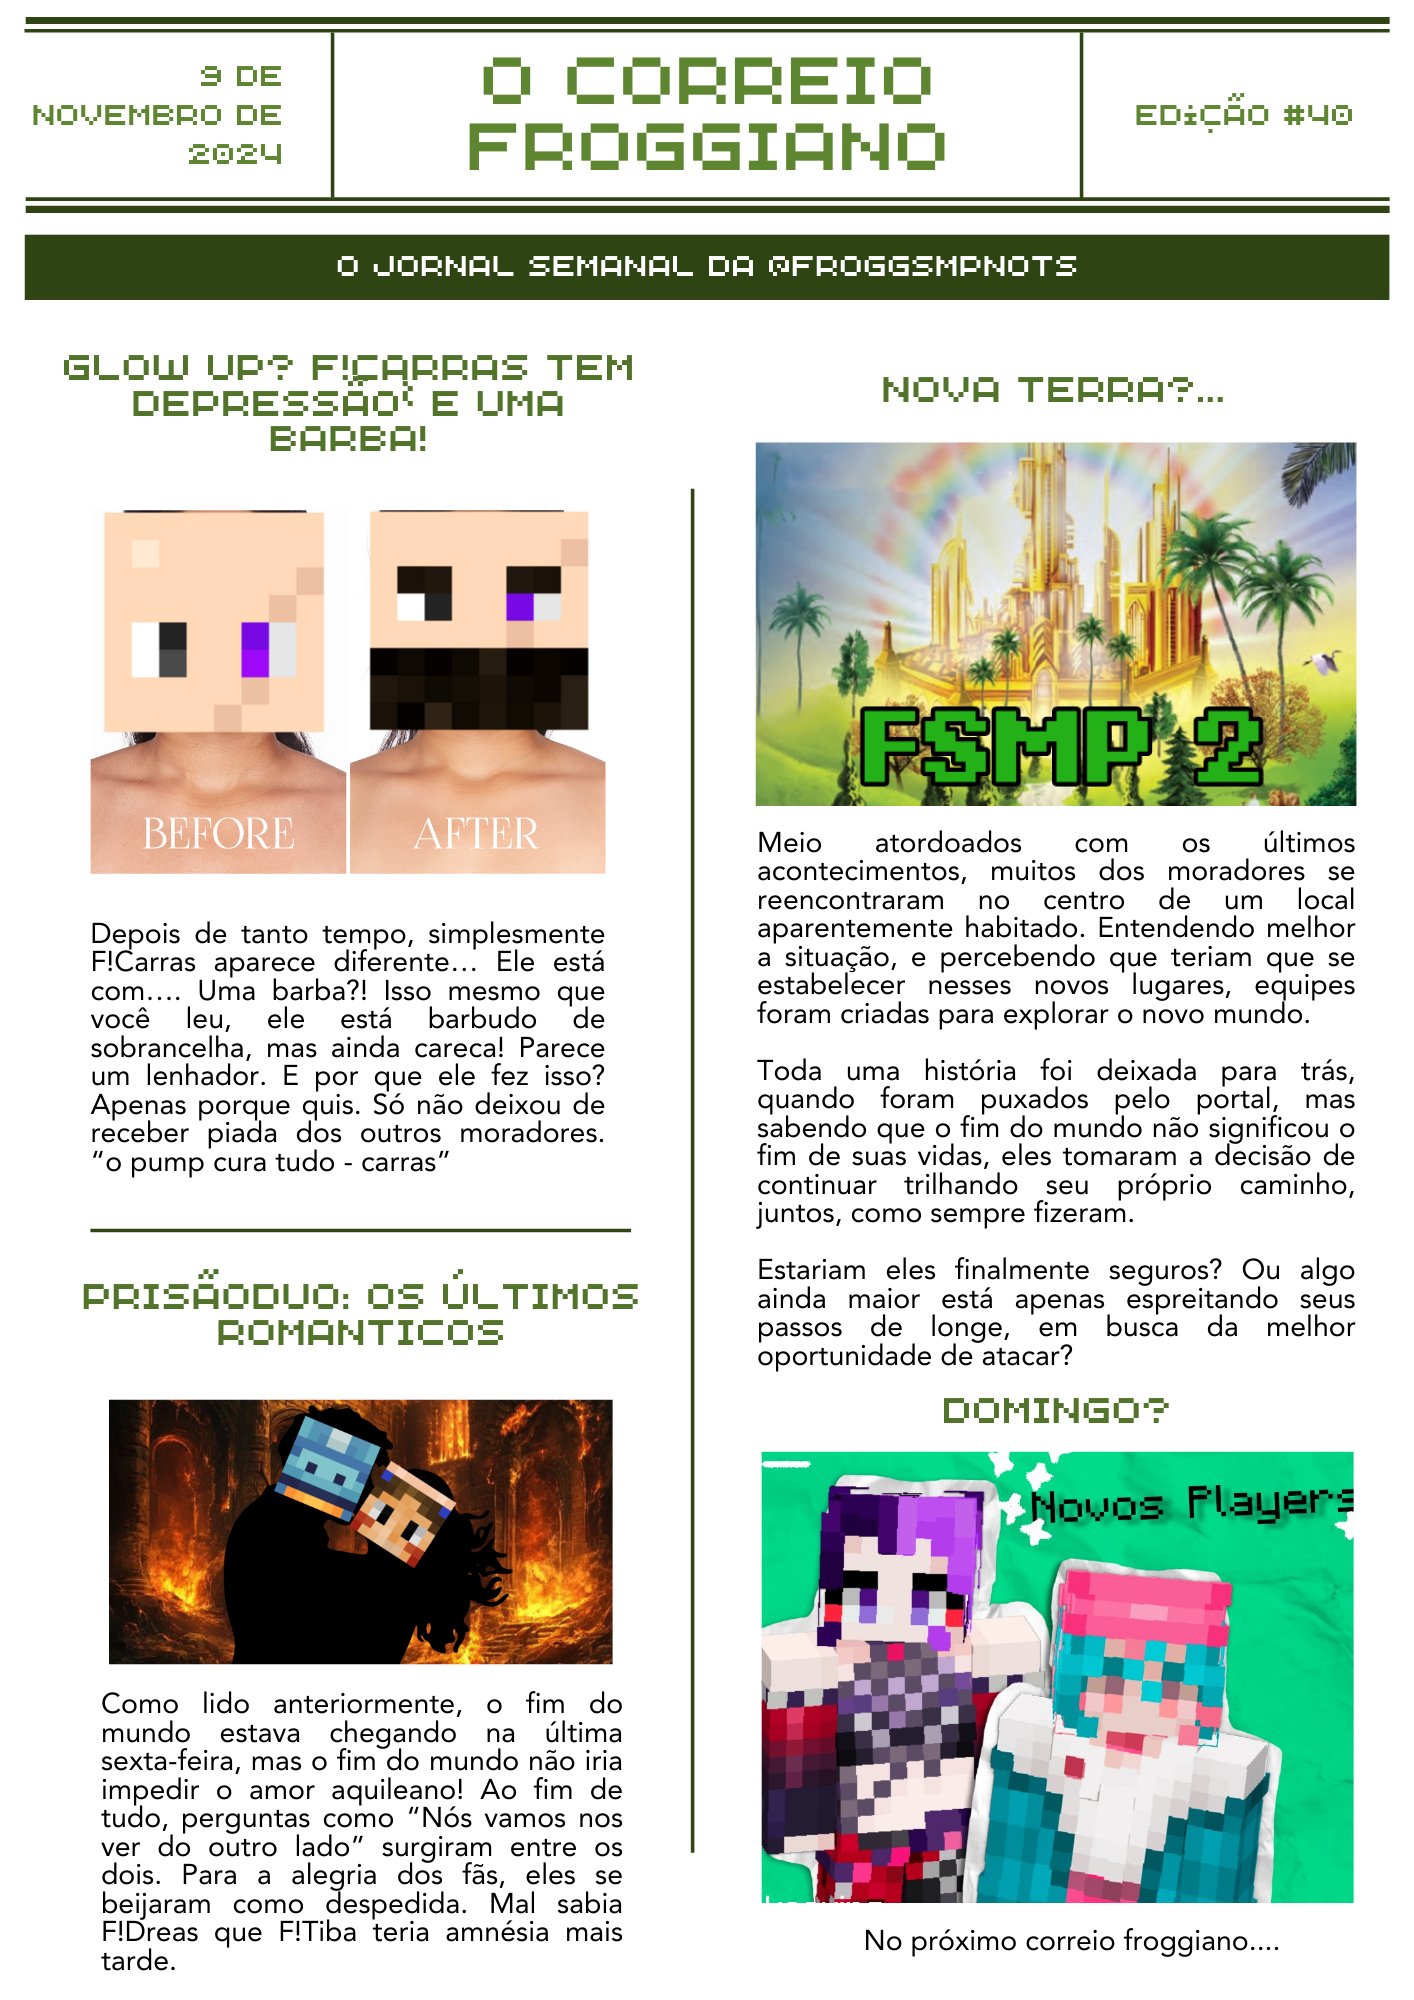 9 DE
NOVEMBRO DE
2024
O CORREIO
FROGGIANO
EDiÇÃO #40
O JORNAL SEMANAL DA @FROGGSMPNOTS
GLOW UP? F!CARRAS TEM
DEPRESSÃO E UMA
BARBA!
BEFORE
AFTER
Depois de tanto tempo, simplesmente
F!Carras aparece diferente... Ele está
com.... Uma barba?! Isso mesmo que
você leu, ele está barbudo de
sobrancelha, mas ainda careca! Parece
um lenhador. E por que ele fez isso?
Apenas porque quis. Só não deixou de
receber piada dos outros moradores.
“o pump cura tudo - carras”
PRISÃODUO: OS ÚLTIMOS
ROMANTICOS
Como lido anteriormente, o fim do
mundo estava chegando na última
sexta-feira, mas o fim do mundo não iria
impedir o amor aquileano! Ao fim de
tudo, perguntas como “Nós vamos nos
ver do outro lado” surgiram entre os
dois. Para a alegria dos fãs, eles se
beijaram como despedida. Mal sabia
F!Dreas que F!Tiba teria amnésia mais
tarde.
NOVA TERRA?...
FSMP 2
Meio atordoados com os últimos
acontecimentos, muitos dos moradores se
reencontraram no centro de um local
aparentemente habitado. Entendendo melhor
a situação, e percebendo que teriam que se
estabelecer nesses novos lugares, equipes
foram criadas para explorar o novo mundo.
Toda uma história foi deixada para trás,
quando foram puxados pelo portal, mas
sabendo que o fim do mundo não significou o
fim de suas vidas, eles tomaram a decisão de
continuar trilhando seu próprio caminho,
juntos, como sempre fizeram.
Estariam eles finalmente seguros? Ou algo
ainda maior está apenas espreitando seus
passos de longe, em busca da melhor
oportunidade de atacar?
DOMINGO?
Novos Players
No próximo correio froggiano....